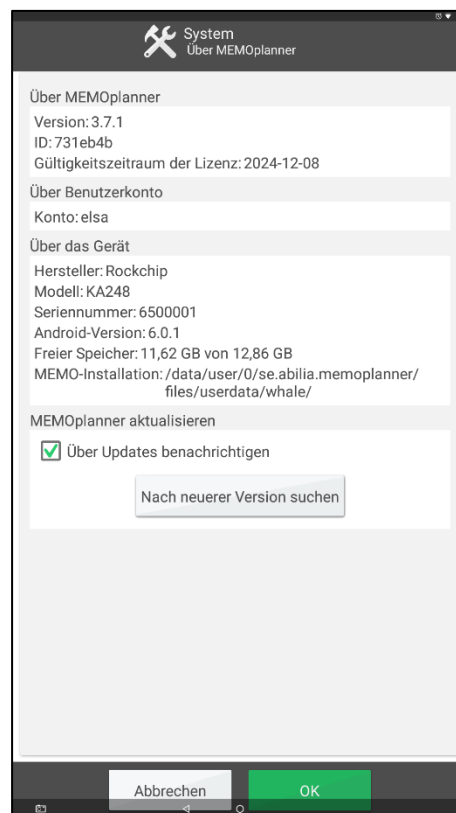 System
Über MEMOplanner
Über MEMOplanner
Version: 3.7.1
ID: 731eb4b
Gültigkeitszeitraum der Lizenz: 2024-12-08
Über Benutzerkonto
Konto: elsa
Über das Gerät
Hersteller: Rockchip
Modell: KA248
Seriennummer: 6500001
Android-Version: 6.0.1
Freier Speicher: 11,62 GB von 12,86 GB
MEMO-Installation: /data/user/0/se.abilia.memoplanner/
files/userdata/whale/
MEMOplanner aktualisieren
Über Updates benachrichtigen
Nach neuerer Version suchen
Abbrechen
OK